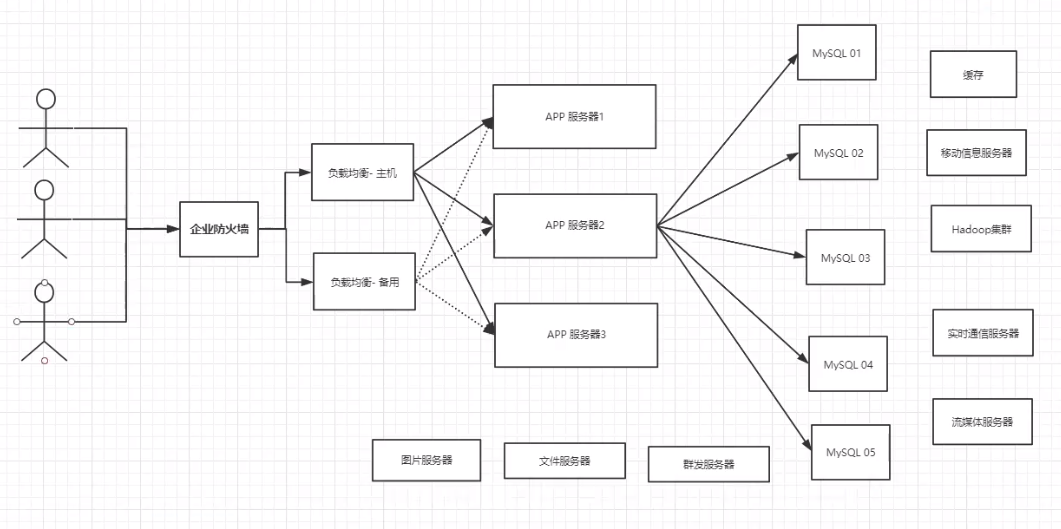 企业防火墙
负载均衡- 主机
负载均衡- 备用
APP 服务器1
APP 服务器2
APP 服务器3
MySQL 01
MySQL 02
MySQL 03
MySQL 04
MySQL 05
缓存
移动信息服务器
Hadoop集群
实时通信服务器
流媒体服务器
图片服务器
文件服务器
群发服务器